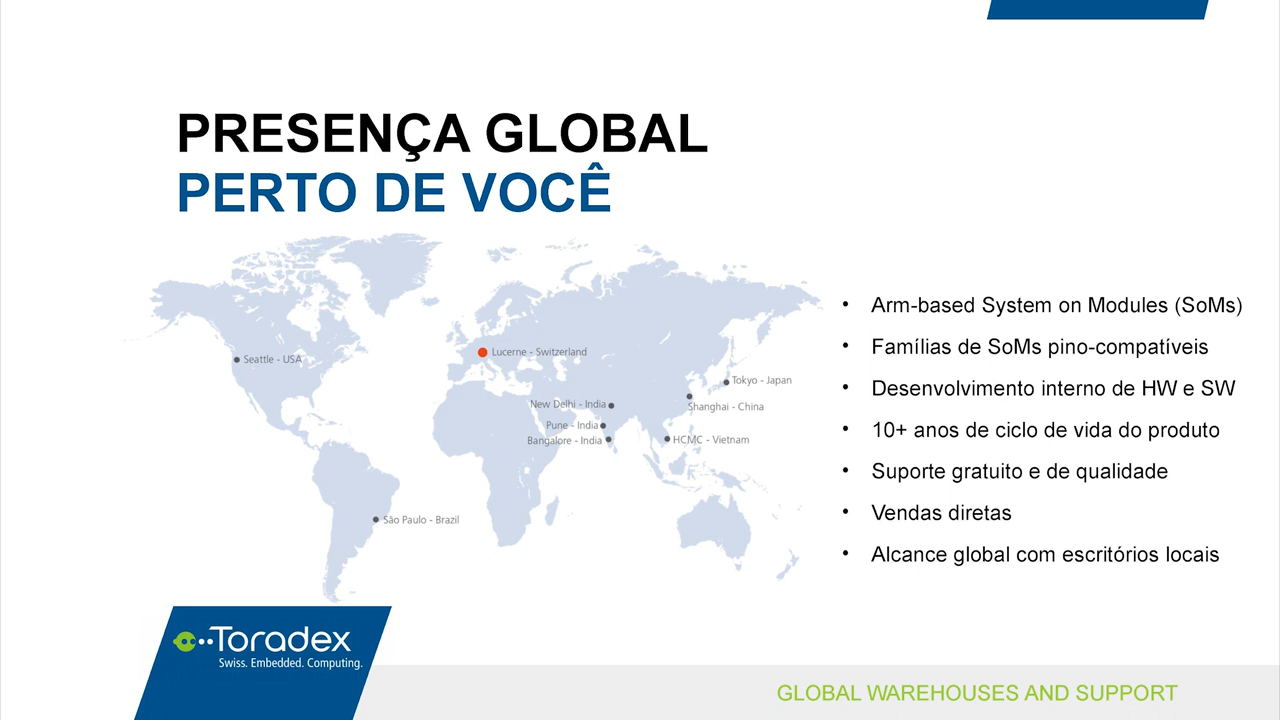 PRESENÇA GLOBAL
PERTO DE VOCÊ
Seattle - USA
Lucerne - Switzerland
Tokyo - Japan
New Delhi - India
Shanghai - China
Pune - India
Bangalore - India
HCMC - Vietnam
São Paulo - Brazil
• Arm-based System on Modules (SoMs)
• Famílias de SoMs pino-compatíveis
• Desenvolvimento interno de HW e SW
• 10+ anos de ciclo de vida do produto
• Suporte gratuito e de qualidade
• Vendas diretas
• Alcance global com escritórios locais
Toradex
Swiss. Embedded. Computing.
GLOBAL WAREHOUSES AND SUPPORT